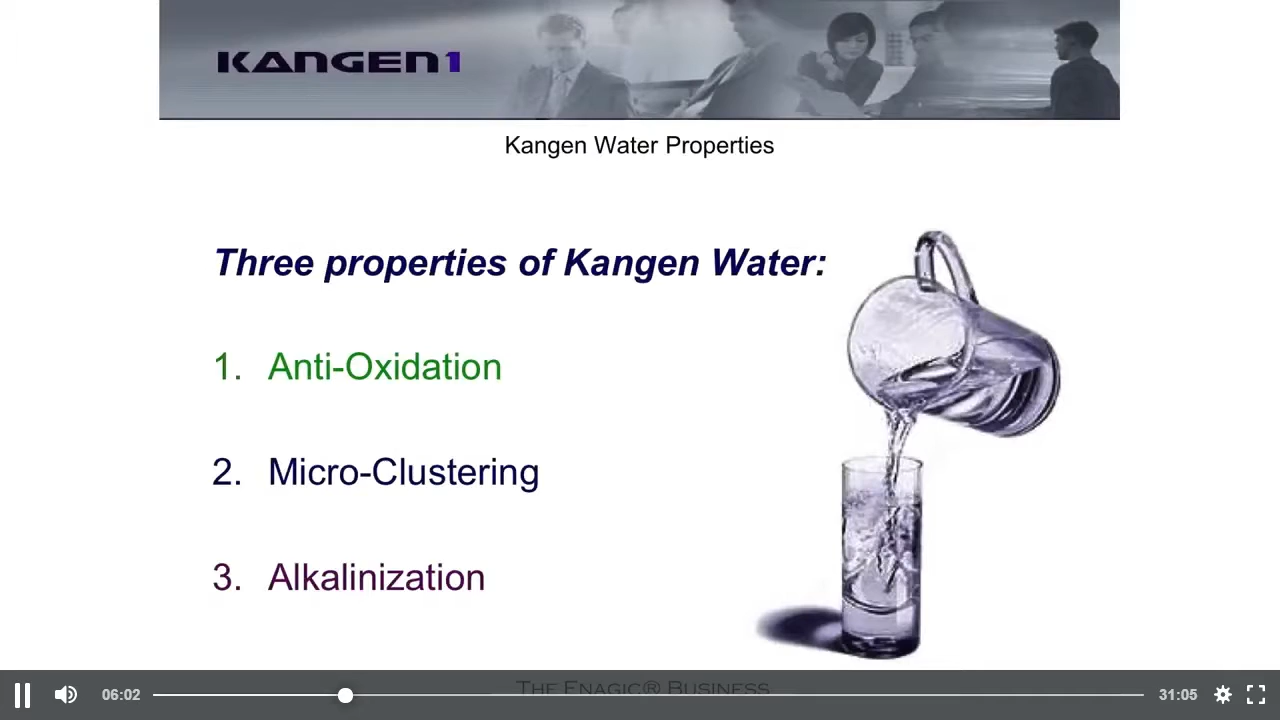 KANGEN1
Kangen Water Properties
Three properties of Kangen Water:
1. Anti-Oxidation
2. Micro-Clustering
3. Alkalinization
THE ENAGIC® BUSINESS
06:02
31:05